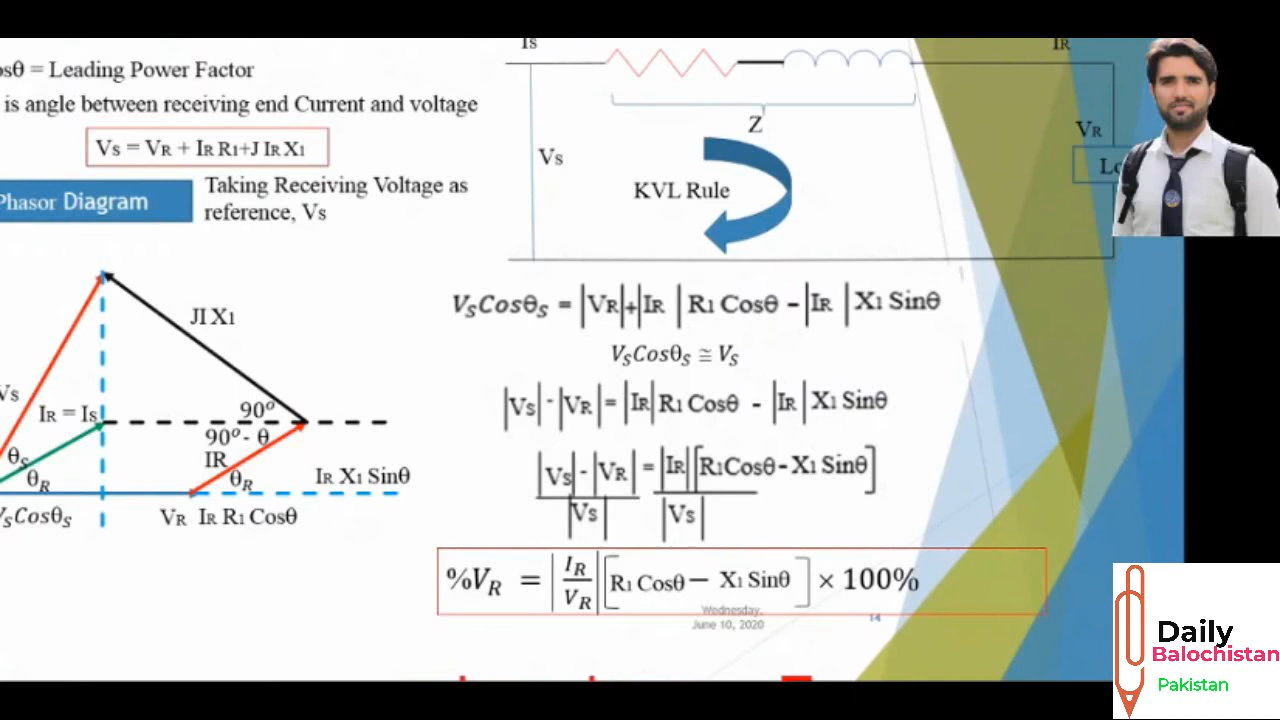 Is
IR
osθ = Leading Power Factor
is angle between receiving end Current and voltage
Vs = VR + IR R1+J IR X1
Phasor Diagram
Taking Receiving Voltage as
reference, Vs
Z
Vs
VR
KVL Rule
Lo
JI X1
Vs
IR = Is
90°
90° - θ
IR
θS
θR
θR
IR X1 Sinθ
VSCosθS
VR IR R1 Cosθ
VSCosθS = |VR|+|IR | R1 Cosθ – |IR | X1 Sinθ
VSCosθS ≅ VS
|Vs| - |VR| = |IR| R1 Cosθ - |IR | X1 Sinθ
|Vs| - |VR| = |IR| [R1Cosθ - X1 Sinθ]
|Vs| |Vs|
%VR = |IR/VR| [R1 Cosθ – X1 Sinθ] × 100%
Wednesday,
June 10, 2020
14
Daily
Balochistan
Pakistan